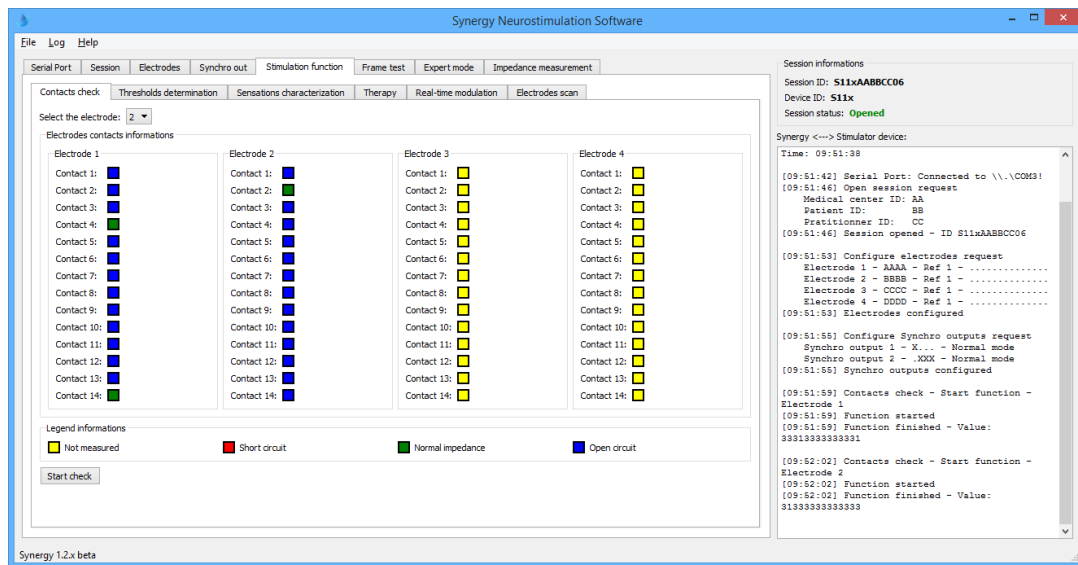 Synergy Neurostimulation Software
File Log Help
Serial Port Session Electrodes Synchro out Stimulation function Frame test Expert mode Impedance measurement
Contacts check Thresholds determination Sensations characterization Therapy Real-time modulation Electrodes scan
Select the electrode: 2
Electrodes contacts informations
Electrode 1 Electrode 2 Electrode 3 Electrode 4
Contact 1: Contact 1: Contact 1: Contact 1:
Contact 2: Contact 2: Contact 2: Contact 2:
Contact 3: Contact 3: Contact 3: Contact 3:
Contact 4: Contact 4: Contact 4: Contact 4:
Contact 5: Contact 5: Contact 5: Contact 5:
Contact 6: Contact 6: Contact 6: Contact 6:
Contact 7: Contact 7: Contact 7: Contact 7:
Contact 8: Contact 8: Contact 8: Contact 8:
Contact 9: Contact 9: Contact 9: Contact 9:
Contact 10: Contact 10: Contact 10: Contact 10:
Contact 11: Contact 11: Contact 11: Contact 11:
Contact 12: Contact 12: Contact 12: Contact 12:
Contact 13: Contact 13: Contact 13: Contact 13:
Contact 14: Contact 14: Contact 14: Contact 14:
Legend informations
Not measured Short circuit Normal impedance Open circuit
Start check
Session informations
Session ID: S11xAABBCC06
Device ID: S11x
Session status: Opened
Synergy <---> Stimulator device:
Time: 09:51:38
[09:51:42] Serial Port: Connected to \\.\COM3!
[09:51:46] Open session request
Medical center ID: AA
Patient ID: BB
Pratitionner ID: CC
[09:51:46] Session opened - ID S11xAABBCC06
[09:51:53] Configure electrodes request
Electrode 1 - AAAA - Ref 1 - ..............
Electrode 2 - BBBB - Ref 1 - ..............
Electrode 3 - CCCC - Ref 1 - ..............
Electrode 4 - DDDD - Ref 1 - ..............
[09:51:53] Electrodes configured
[09:51:55] Configure Synchro outputs request
Synchro output 1 - X... - Normal mode
Synchro output 2 - .XXX - Normal mode
[09:51:55] Synchro outputs configured
[09:51:59] Contacts check - Start function -
Electrode 1
[09:51:59] Function started
[09:51:59] Function finished - Value:
33313333333331
[09:52:02] Contacts check - Start function -
Electrode 2
[09:52:02] Function started
[09:52:02] Function finished - Value:
31333333333333
Synergy 1.2.x beta